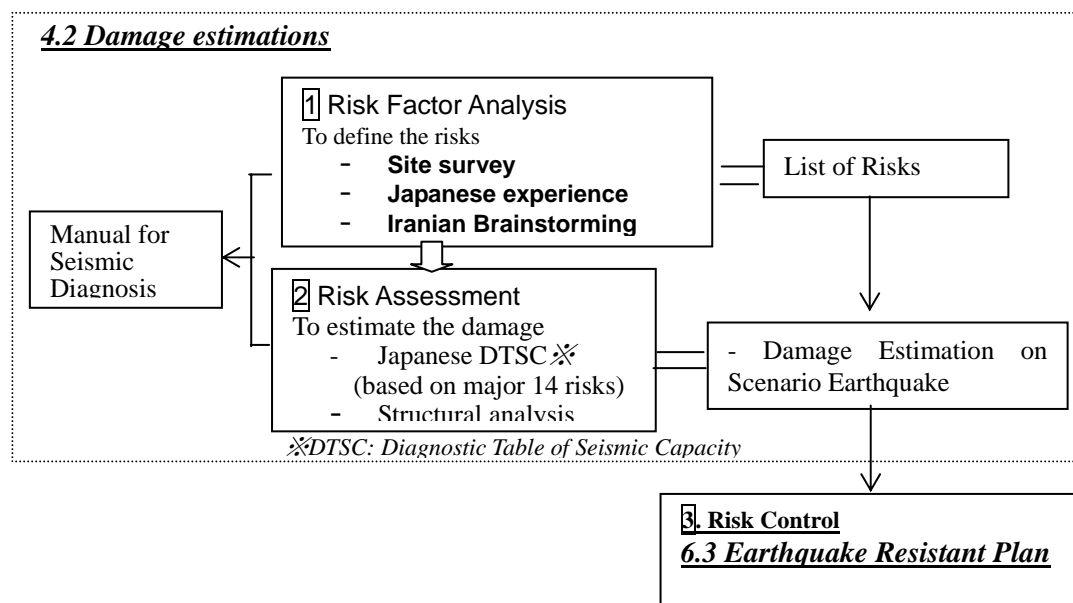 4.2 Damage estimations
1 Risk Factor Analysis
To define the risks
- Site survey
- Japanese experience
- Iranian Brainstorming
List of Risks
Manual for
Seismic
Diagnosis
2 Risk Assessment
To estimate the damage
- Japanese DTSC※
(based on major 14 risks)
- Structural analysis
- Damage Estimation on
Scenario Earthquake
※DTSC: Diagnostic Table of Seismic Capacity
3. Risk Control
6.3 Earthquake Resistant Plan